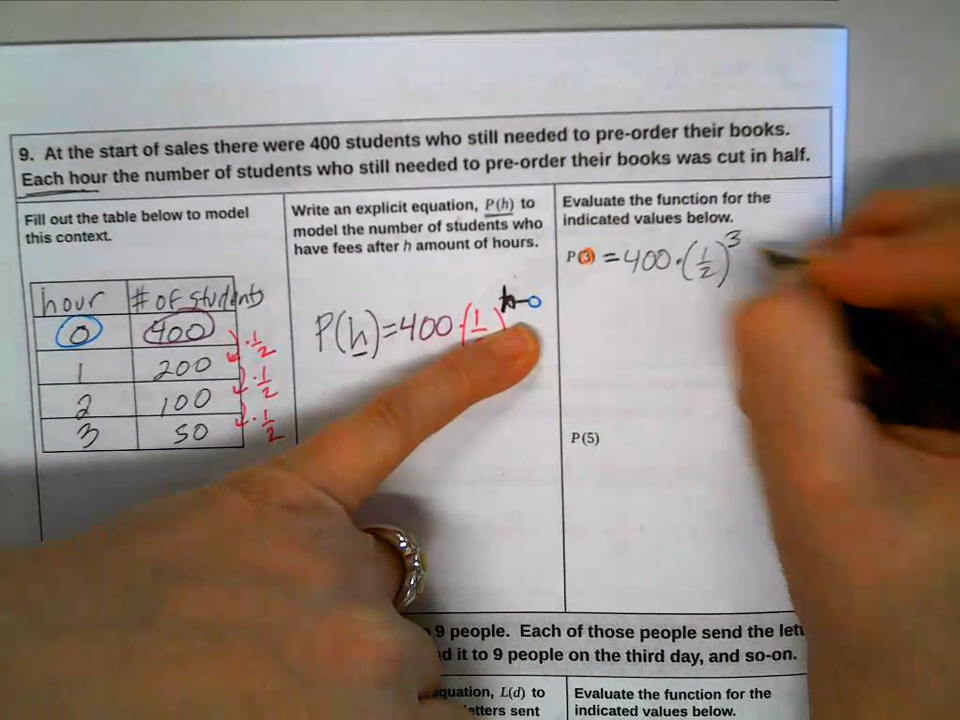 9. At the start of sales there were 400 students who still needed to pre-order their books.
Each hour the number of students who still needed to pre-order their books was cut in half.
Fill out the table below to model
this context.
hour # of students
0 400
1 200
2 100
3 50
·1/2
·1/2
·1/2
Write an explicit equation, P(h) to
model the number of students who
have fees after h amount of hours.
P(h)=400·(1
h-0
Evaluate the function for the
indicated values below.
P(3) =400·(1/2)^3
P(5)
9 people. Each of those people send the
it to 9 people on the third day, and so-on.
L(d) to
sent
Evaluate the function for the
indicated values below.